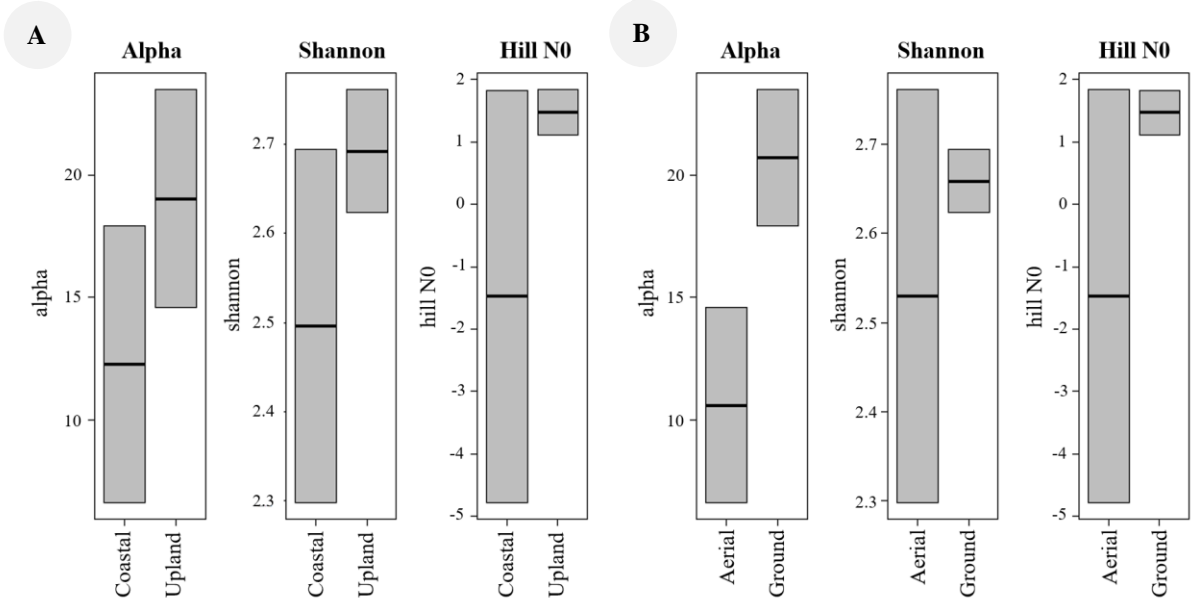 A
Alpha
Shannon
Hill N0
alpha
20
15
10
Coastal
Upland
shannon
2.7
2.6
2.5
2.4
2.3
Coastal
Upland
hill N0
2
1
0
-1
-2
-3
-4
-5
Coastal
Upland
B
Alpha
Shannon
Hill N0
alpha
20
15
10
Aerial
Ground
shannon
2.7
2.6
2.5
2.4
2.3
Aerial
Ground
hill N0
2
1
0
-1
-2
-3
-4
-5
Aerial
Ground